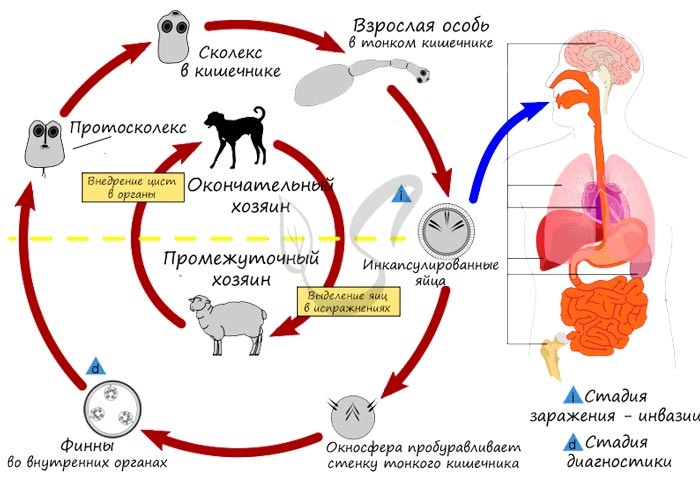 Взрослая особь
в тонком кишечнике
Сколекс
в кишечнике
Протосколекс
Внедрение цист
в органы
Окончательный
хозяин
i
Промежуточный
хозяин
Инкапсулированные
яйца
Выделение яиц
в испражнениях
d
Финны
во внутренних органах
Окносфера пробуравливает
стенку тонкого кишечника
i Стадия
заражения - инвазии
d Стадия
диагностики